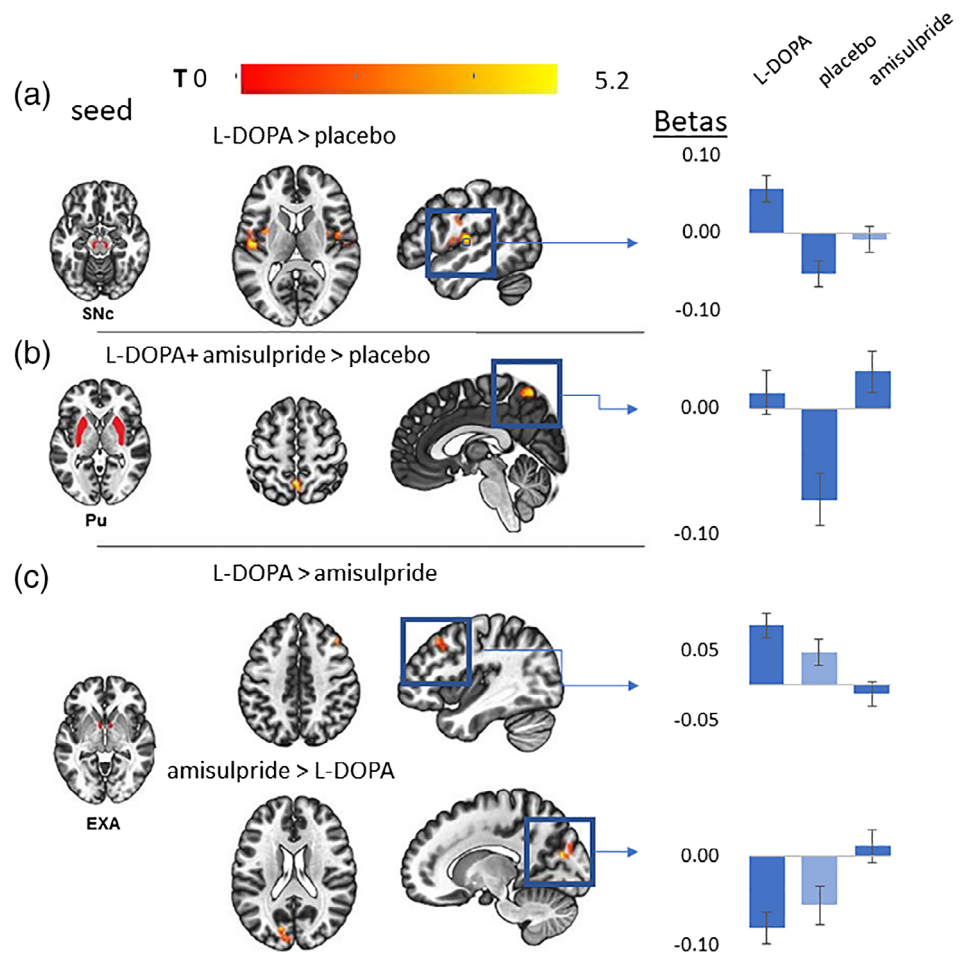 L-DOPA placebo amisulpride
T 0 5.2
(a) seed
L-DOPA > placebo
Betas
0.10
0.00
-0.10
SNc
(b) L-DOPA+ amisulpride > placebo
0.00
-0.10
Pu
(c) L-DOPA > amisulpride
0.05
-0.05
amisulpride > L-DOPA
EXA
0.00
-0.10